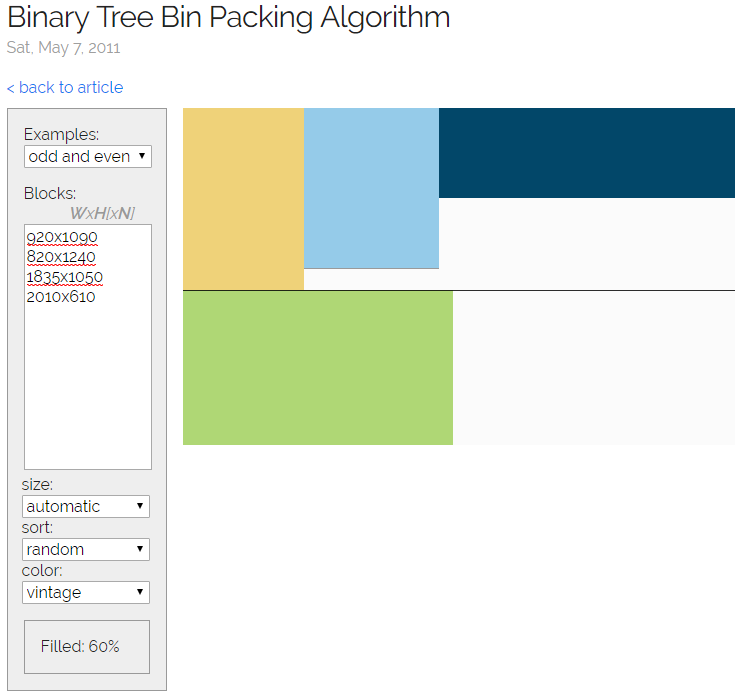 Binary Tree Bin Packing Algorithm
Sat, May 7, 2011
< back to article
Examples:
odd and even
Blocks:
WxH[xN]
920x1090
820x1240
1835x1050
2010x610
size:
automatic
sort:
random
color:
vintage
Filled: 60%